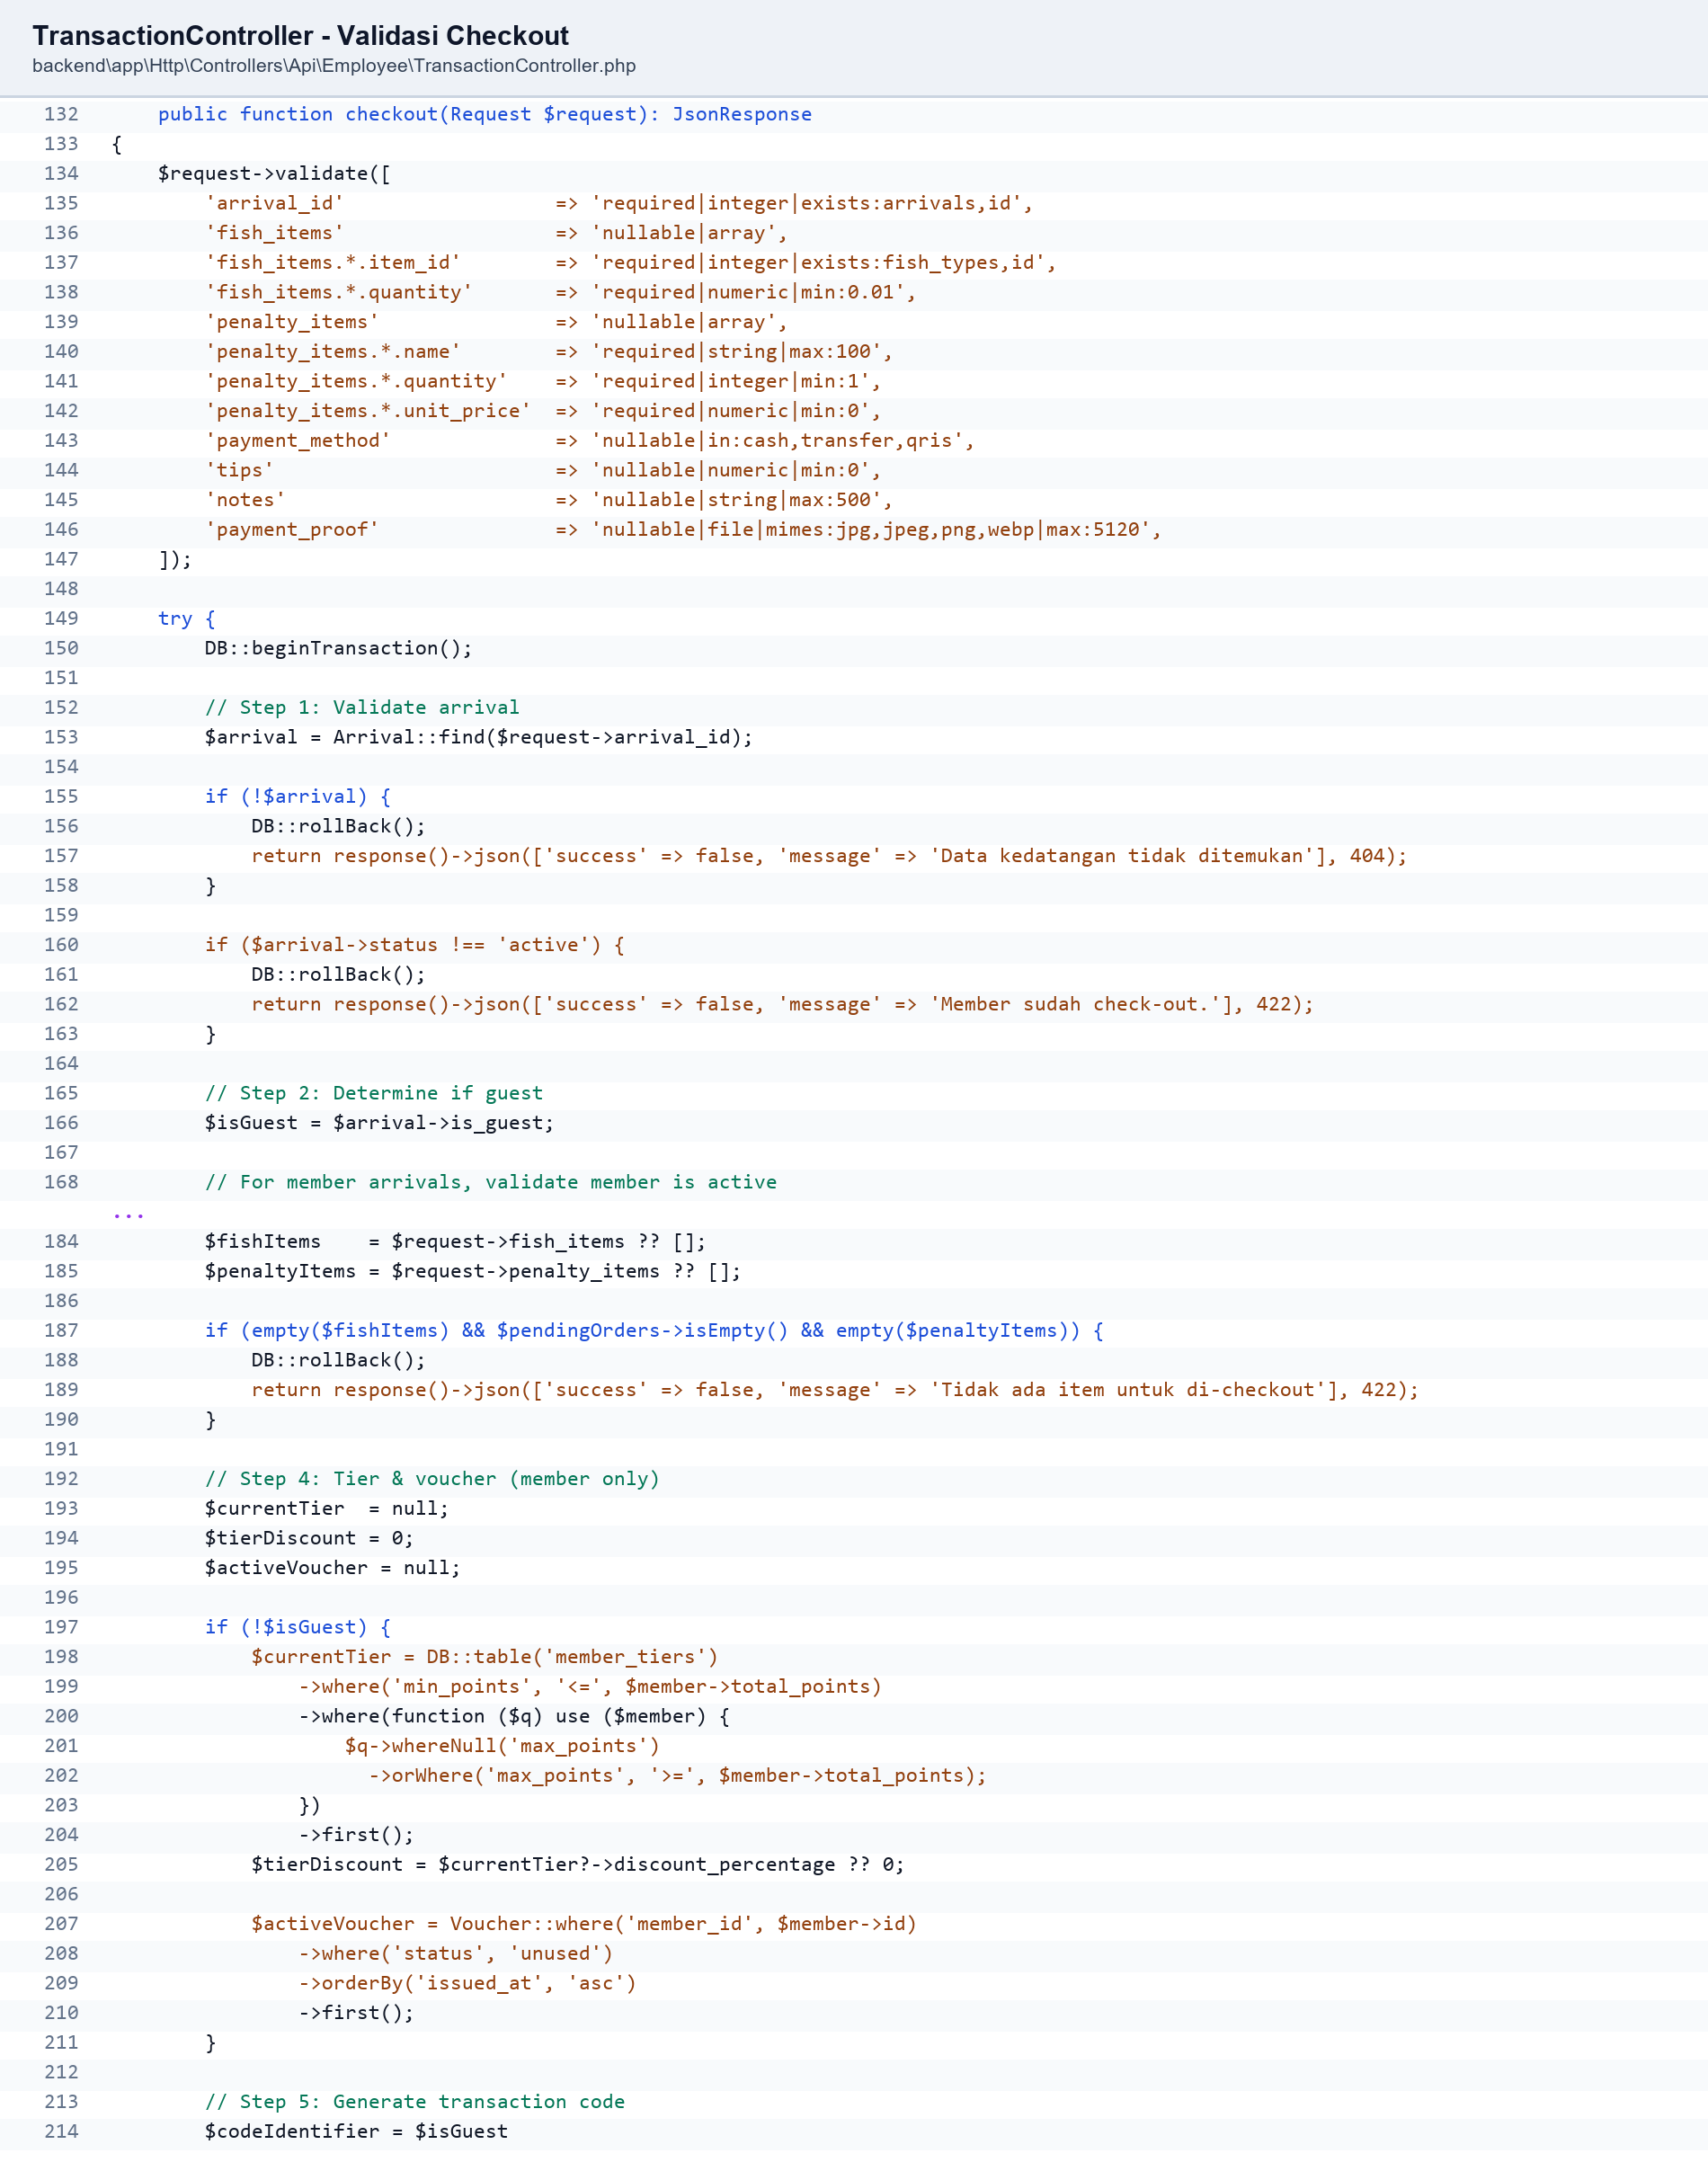 TransactionController - Validasi Checkout
backend\app\Http\Controllers\Api\Employee\TransactionController.php
132     public function checkout(Request $request): JsonResponse
133 {
134     $request->validate([
135         'arrival_id'                  => 'required|integer|exists:arrivals,id',
136         'fish_items'                  => 'nullable|array',
137         'fish_items.*.item_id'        => 'required|integer|exists:fish_types,id',
138         'fish_items.*.quantity'       => 'required|numeric|min:0.01',
139         'penalty_items'               => 'nullable|array',
140         'penalty_items.*.name'        => 'required|string|max:100',
141         'penalty_items.*.quantity'    => 'required|integer|min:1',
142         'penalty_items.*.unit_price'  => 'required|numeric|min:0',
143         'payment_method'              => 'nullable|in:cash,transfer,qris',
144         'tips'                        => 'nullable|numeric|min:0',
145         'notes'                       => 'nullable|string|max:500',
146         'payment_proof'               => 'nullable|file|mimes:jpg,jpeg,png,webp|max:5120',
147     ]);
148
149     try {
150         DB::beginTransaction();
151
152         // Step 1: Validate arrival
153         $arrival = Arrival::find($request->arrival_id);
154
155         if (!$arrival) {
156             DB::rollBack();
157             return response()->json(['success' => false, 'message' => 'Data kedatangan tidak ditemukan'], 404);
158         }
159
160         if ($arrival->status !== 'active') {
161             DB::rollBack();
162             return response()->json(['success' => false, 'message' => 'Member sudah check-out.'], 422);
163         }
164
165         // Step 2: Determine if guest
166         $isGuest = $arrival->is_guest;
167
168         // For member arrivals, validate member is active
...
184         $fishItems    = $request->fish_items ?? [];
185         $penaltyItems = $request->penalty_items ?? [];
186
187         if (empty($fishItems) && $pendingOrders->isEmpty() && empty($penaltyItems)) {
188             DB::rollBack();
189             return response()->json(['success' => false, 'message' => 'Tidak ada item untuk di-checkout'], 422);
190         }
191
192         // Step 4: Tier & voucher (member only)
193         $currentTier  = null;
194         $tierDiscount = 0;
195         $activeVoucher = null;
196
197         if (!$isGuest) {
198             $currentTier = DB::table('member_tiers')
199                 ->where('min_points', '<=', $member->total_points)
200                 ->where(function ($q) use ($member) {
201                     $q->whereNull('max_points')
202                       ->orWhere('max_points', '>=', $member->total_points);
203                 })
204                 ->first();
205             $tierDiscount = $currentTier?->discount_percentage ?? 0;
206
207             $activeVoucher = Voucher::where('member_id', $member->id)
208                 ->where('status', 'unused')
209                 ->orderBy('issued_at', 'asc')
210                 ->first();
211         }
212
213         // Step 5: Generate transaction code
214         $codeIdentifier = $isGuest